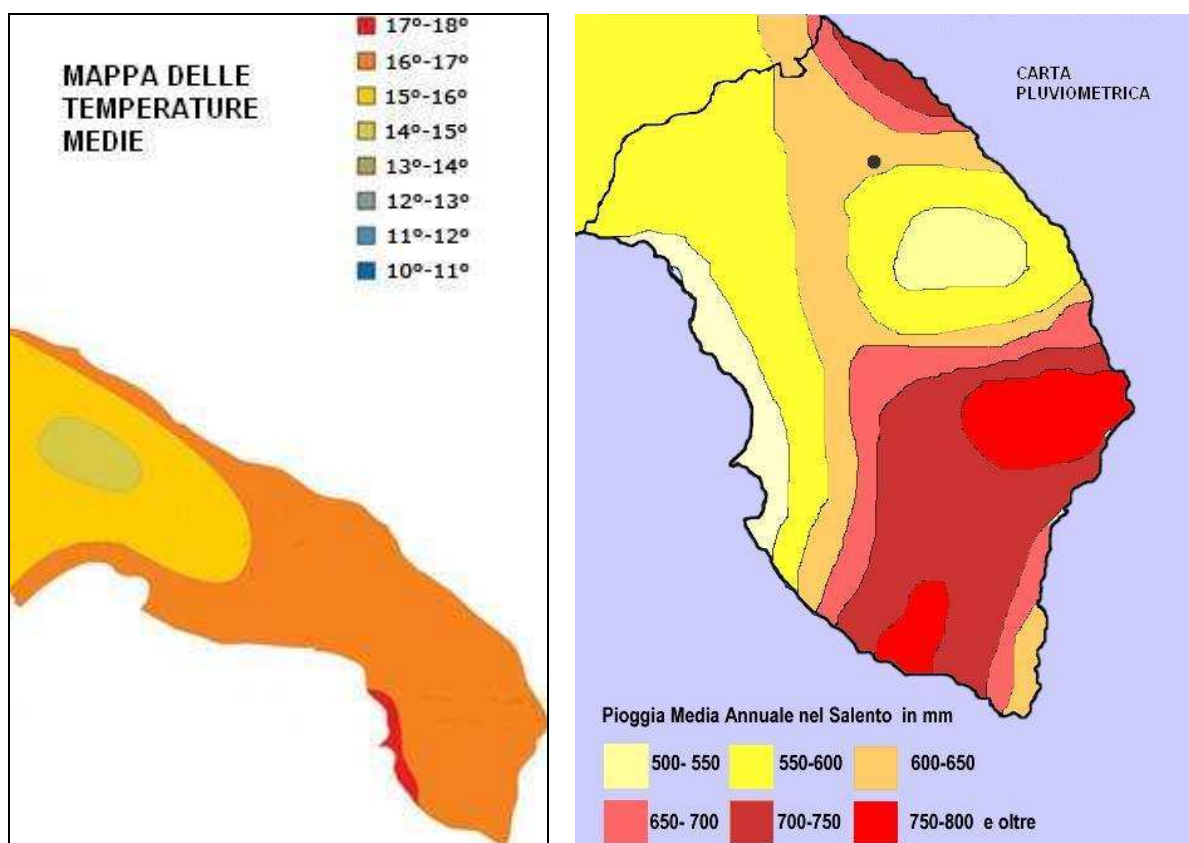 17°-18°
16°-17°
15°-16°
14°-15°
13°-14°
12°-13°
11°-12°
10°-11°
MAPPA DELLE
TEMPERATURE
MEDIE
CARTA
PLUVIOMETRICA
Pioggia Media Annuale nel Salento in mm
500- 550
550-600
600-650
650- 700
700-750
750-800 e oltre